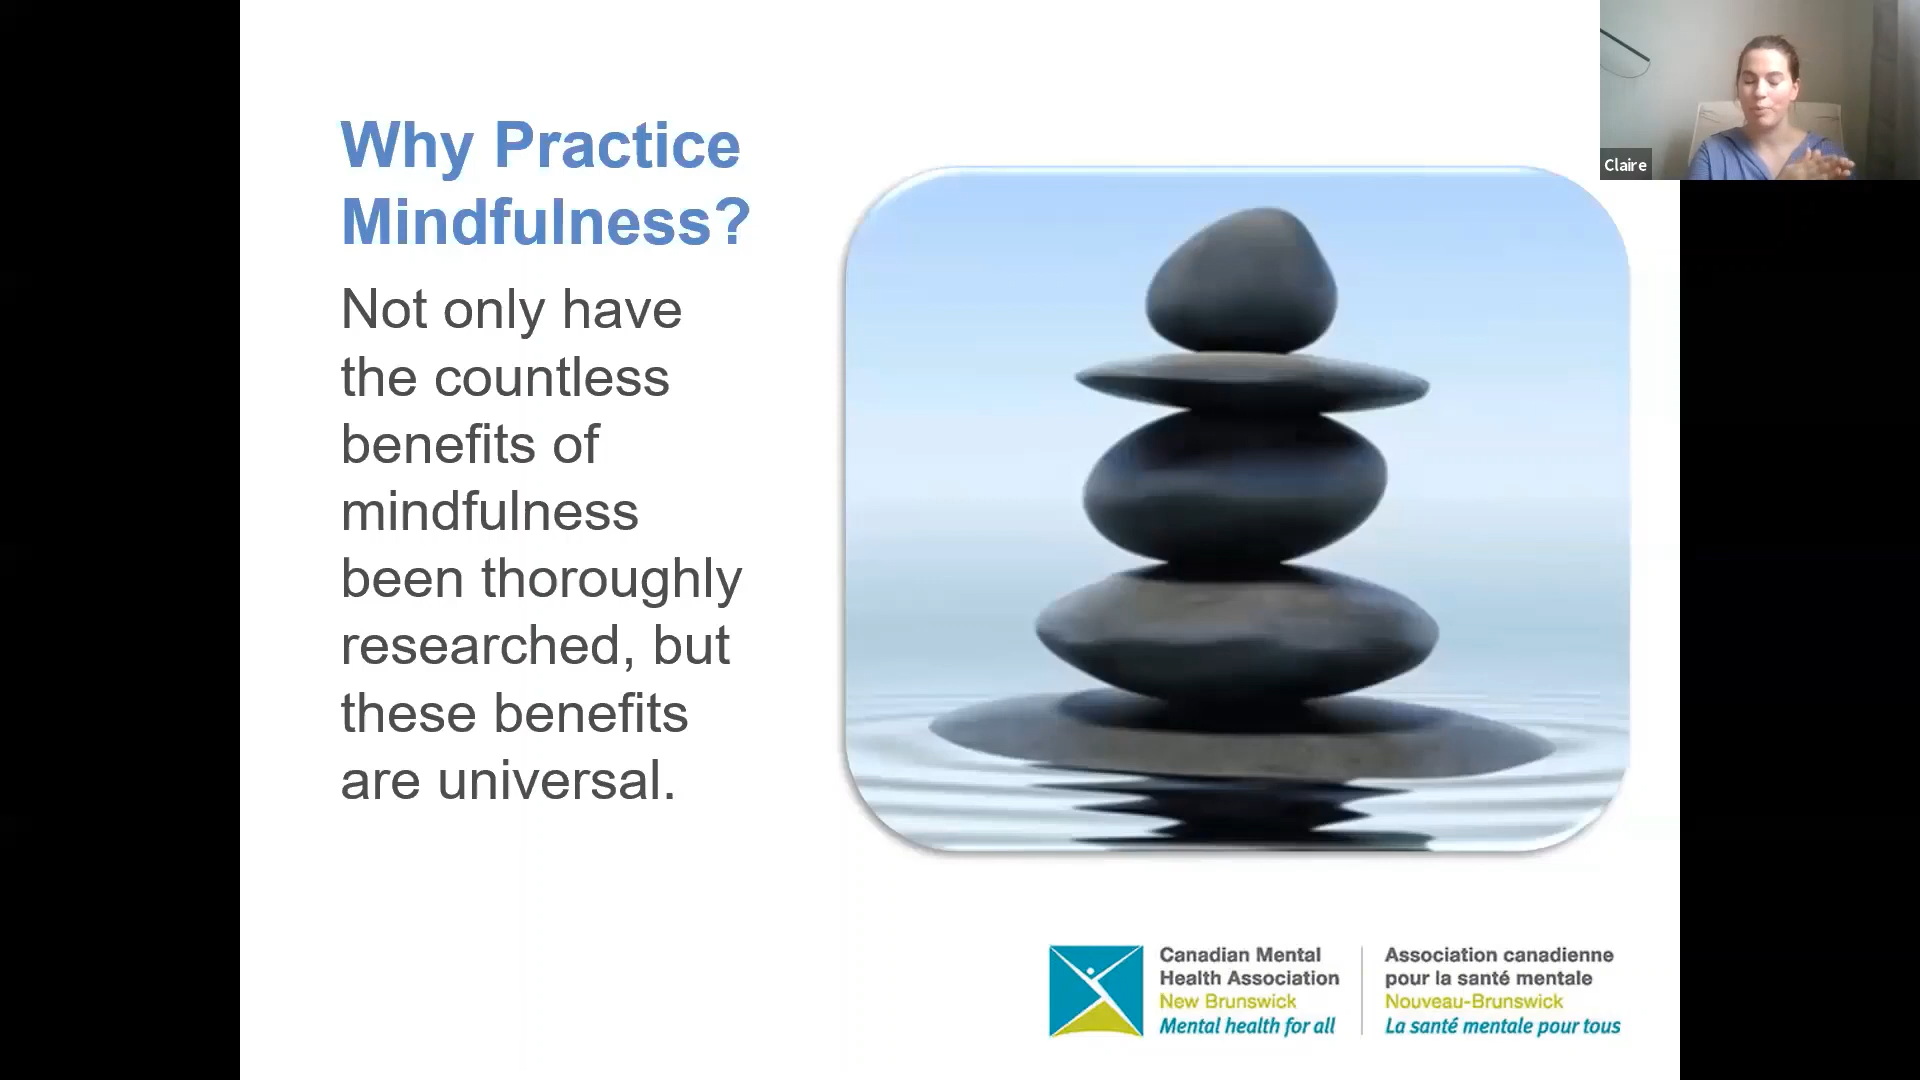 Why Practice
Mindfulness?
Not only have
the countless
benefits of
mindfulness
been thoroughly
researched, but
these benefits
are universal.
Claire
Canadian Mental
Health Association
New Brunswick
Mental health for all
Association canadienne
pour la santé mentale
Nouveau-Brunswick
La santé mentale pour tous